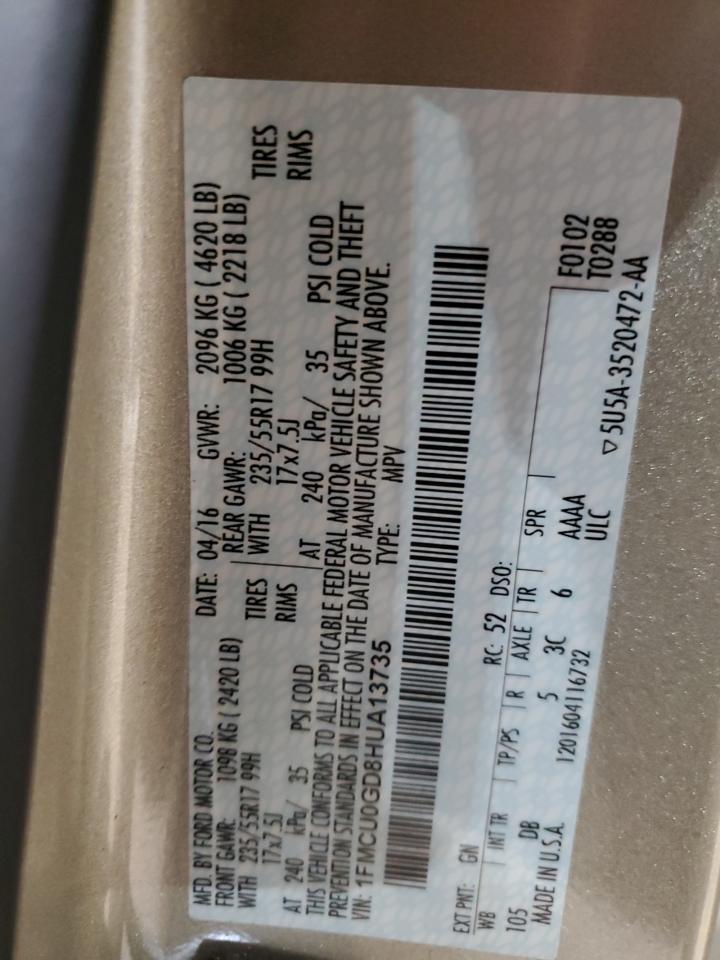 MFD. BY FORD MOTOR CO. DATE: 04/16 GVWR: 2096 KG ( 4620 LB)
FRONT GAWR: 1098 KG ( 2420 LB) REAR GAWR: 1006 KG ( 2218 LB)
WITH 235/55R17 99H TIRES WITH 235/55R17 99H TIRES
17x7.5J RIMS 17x7.5J RIMS
AT 240 kPa/ 35 PSI COLD AT 240 kPa/ 35 PSI COLD
THIS VEHICLE CONFORMS TO ALL APPLICABLE FEDERAL MOTOR VEHICLE SAFETY AND THEFT
PREVENTION STANDARDS IN EFFECT ON THE DATE OF MANUFACTURE SHOWN ABOVE.
VIN: 1FMCU0GD8HUA13735 TYPE: MPV
EXT PNT: GN RC: 52 DSO:
WB INT TR TP/PS R AXLE TR SPR F0102
105 DB 5 3C 6 AAAA T0288
MADE IN U.S.A. 1201604116732 ULC ▽5U5A-3520472-AA